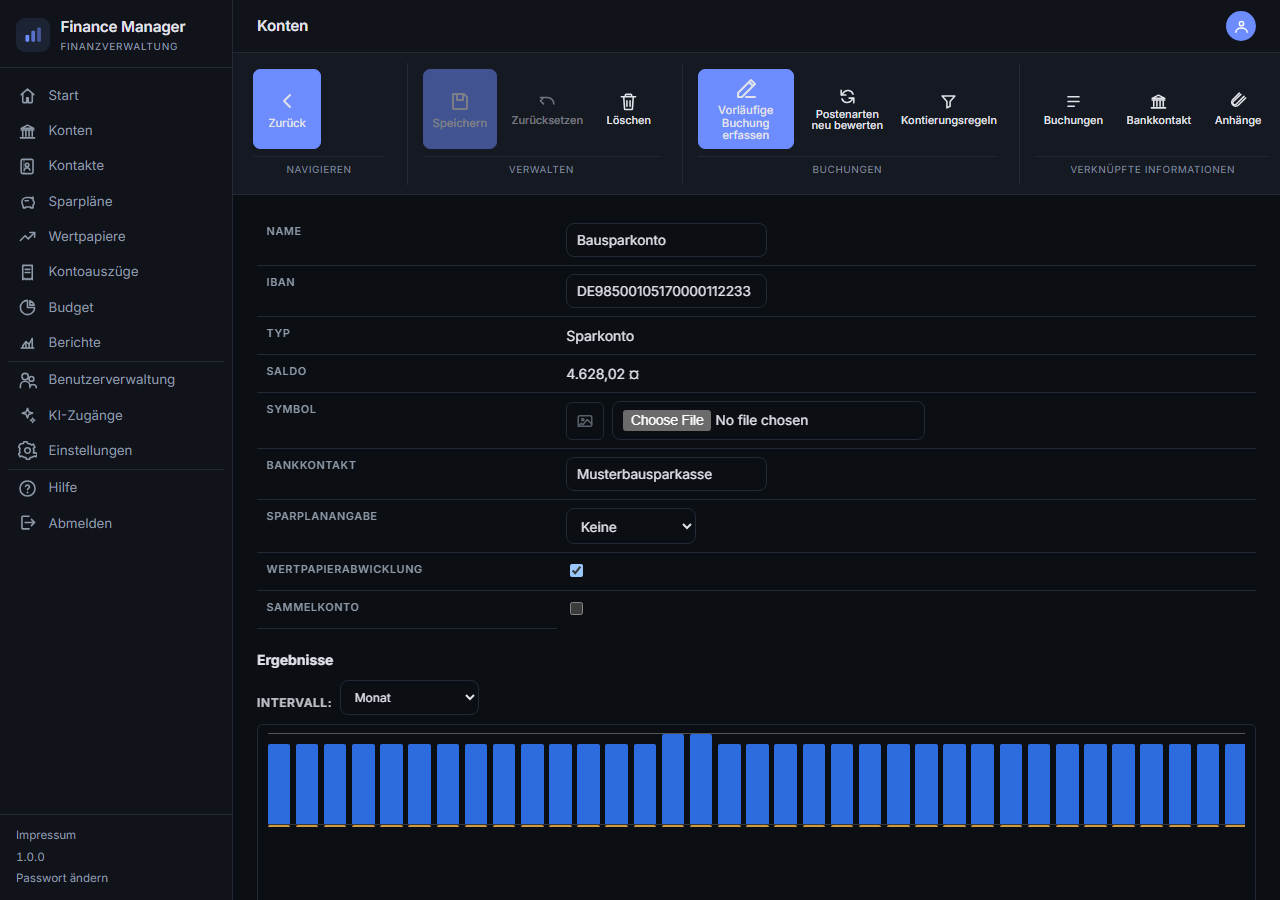 Finance Manager
FINANZVERWALTUNG
Start
Konten
Kontakte
Sparpläne
Wertpapiere
Kontoauszüge
Budget
Berichte
Benutzerverwaltung
KI-Zugänge
Einstellungen
Hilfe
Abmelden
Impressum
1.0.0
Passwort ändern
Konten
Zurück
NAVIGIEREN
Speichern
Zurücksetzen
Löschen
VERWALTEN
Vorläufige
Buchung
erfassen
Postenarten
neu bewerten
Kontierungsregeln
BUCHUNGEN
Buchungen
Bankkontakt
Anhänge
VERKNÜPFTE INFORMATIONEN
NAME
Bausparkonto
IBAN
DE98500105170000112233
TYP
Sparkonto
SALDO
4.628,02 ¤
SYMBOL
Choose File No file chosen
BANKKONTAKT
Musterbausparkasse
SPARPLANANGABE
Keine
WERTPAPIERABWICKLUNG
SAMMELKONTO
Ergebnisse
INTERVALL: Monat